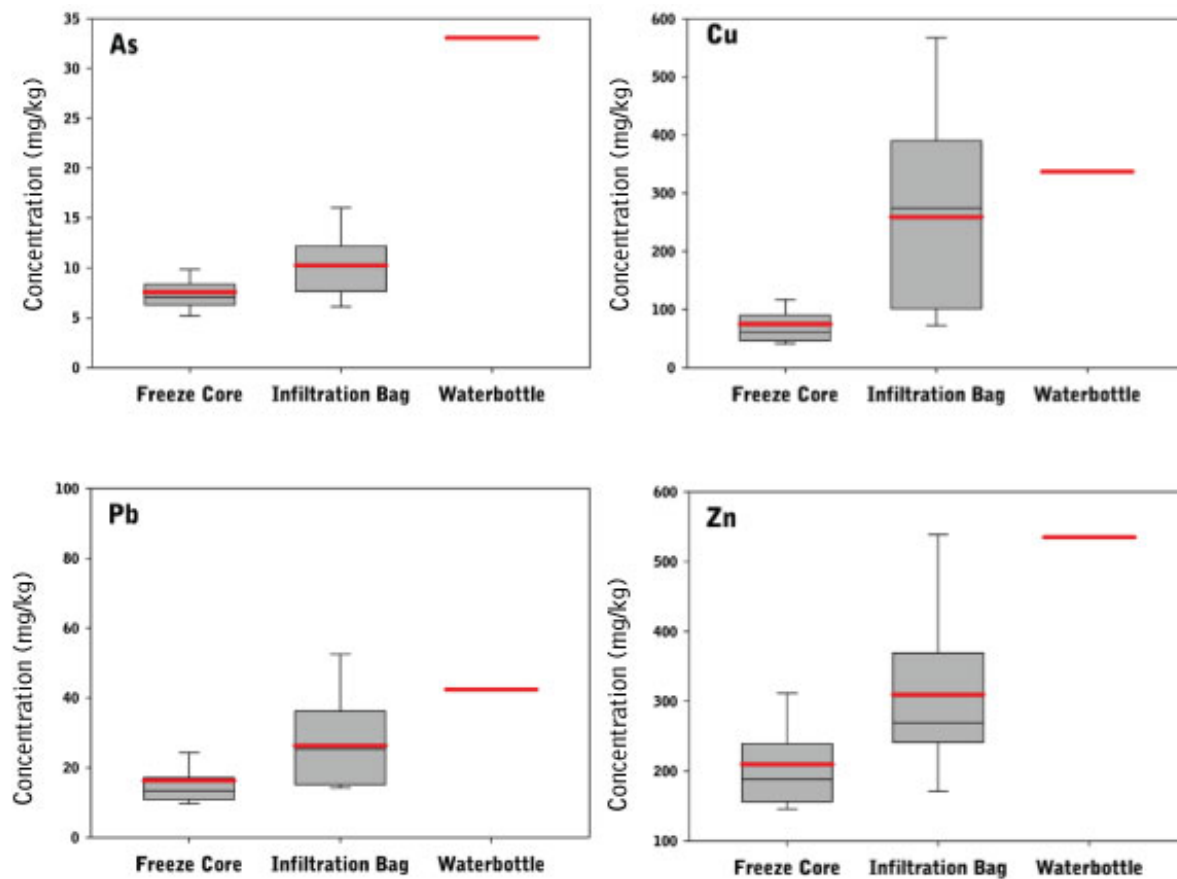 As
Concentration (mg/kg)
35
30
25
20
15
10
5
0
Freeze Core Infiltration Bag Waterbottle
Cu
Concentration (mg/kg)
600
500
400
300
200
100
0
Freeze Core Infiltration Bag Waterbottle
Pb
Concentration (mg/kg)
100
80
60
40
20
0
Freeze Core Infiltration Bag Waterbottle
Zn
Concentration (mg/kg)
600
500
400
300
200
100
Freeze Core Infiltration Bag Waterbottle